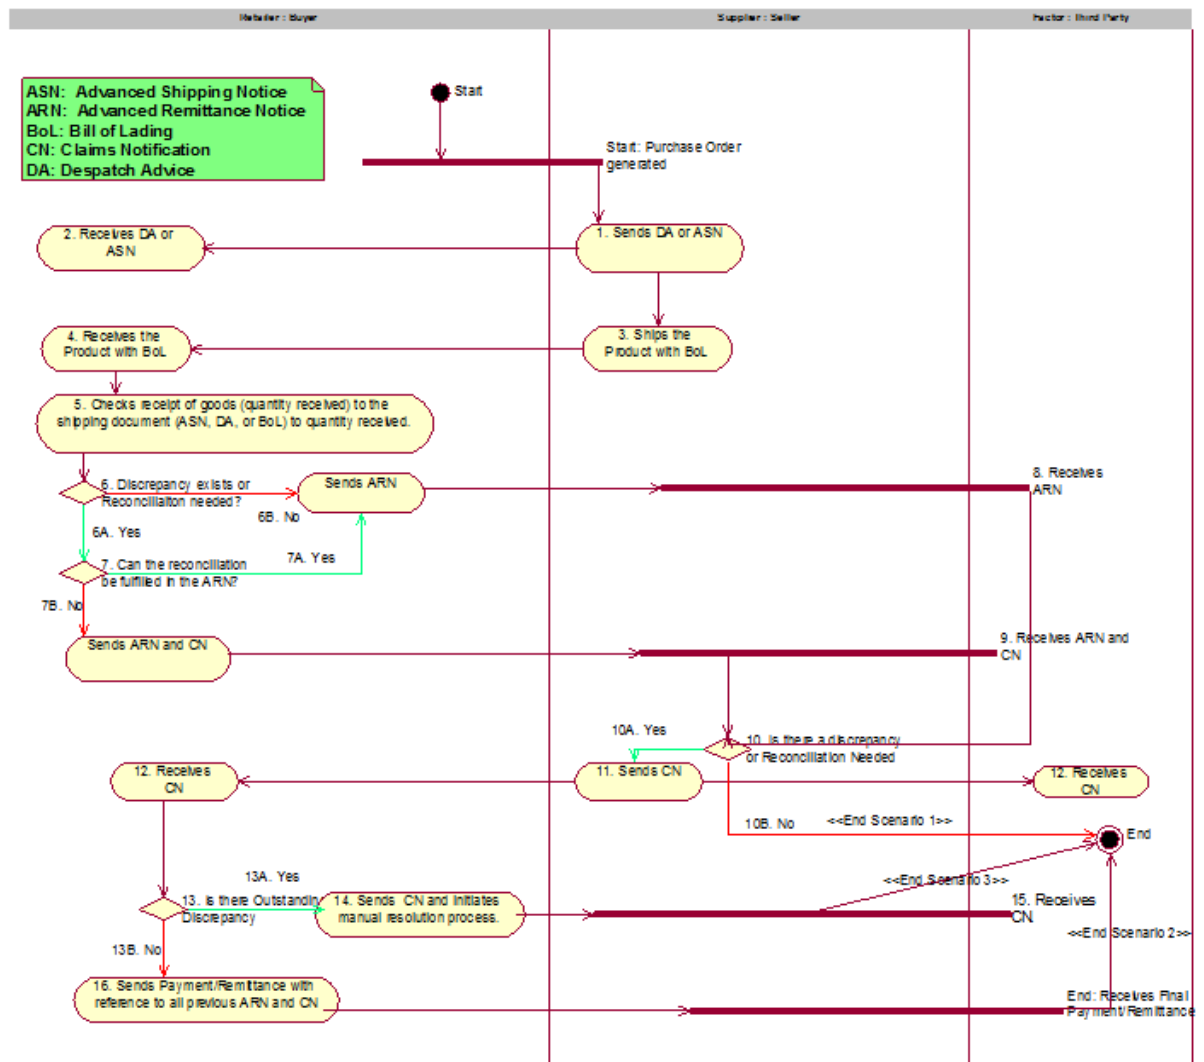 Retailer : Buyer
Supplier : Seller
Factor : Third Party
ASN:  Advanced Shipping Notice
ARN:  Advanced Remittance Notice
BoL: Bill of Lading
CN: Claims Notification
DA: Despatch Advice
Start
Start: Purchase Order
generated
2. Receives DA or
ASN
1. Sends DA or ASN
4. Receives the
Product with BoL
3. Ships the
Product with BoL
5. Checks receipt of goods (quantity received) to the
shipping document (ASN, DA, or BoL) to quantity received.
6. Discrepancy exists or
Reconciliaiton needed?
Sends ARN
8. Receives
ARN
6B. No
6A. Yes
7. Can the reconciliation
be fulfilled in the ARN?
7A. Yes
7B. No
Sends ARN and CN
9. Receives ARN and
CN
10A. Yes
10. Is there a discrepancy
or Reconciliation Needed
12. Receives
CN
11. Sends CN
12. Receives
CN
10B. No
<<End Scenario 1>>
End
13A. Yes
<<End Scenario 3>>
13. Is there Outstanding
Discrepancy
14. Sends  CN and initiates
manual resolution process.
15. Receives
CN
<<End Scenario 2>>
13B. No
16. Sends Payment/Remittance with
reference to all previous ARN and CN
End: Receives Final
Payment/Remittance